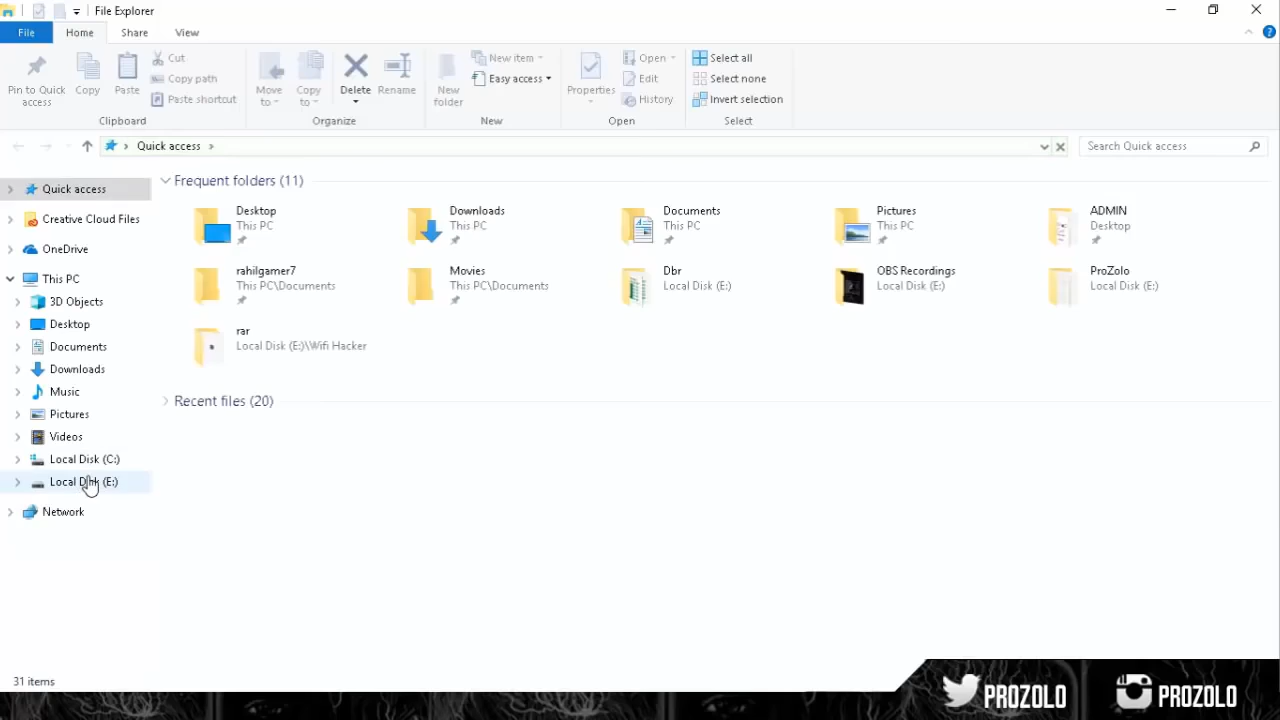 File Explorer
File Home Share View
Pin to Quick access
Copy
Paste
Cut
Copy path
Paste shortcut
Clipboard
Move to
Copy to
Delete
Rename
Organize
New folder
New item
Easy access
New
Properties
Open
Edit
History
Open
Select all
Select none
Invert selection
Select
Quick access
Search Quick access
Quick access
Creative Cloud Files
OneDrive
This PC
3D Objects
Desktop
Documents
Downloads
Music
Pictures
Videos
Local Disk (C:)
Local Disk (E:)
Network
Frequent folders (11)
Desktop
This PC
Downloads
This PC
Documents
This PC
Pictures
This PC
ADMIN
Desktop
rahilgamer7
This PC\Documents
Movies
This PC\Documents
Dbr
Local Disk (E:)
OBS Recordings
Local Disk (E:)
ProZolo
Local Disk (E:)
rar
Local Disk (E:)\Wifi Hacker
Recent files (20)
31 items
PROZOLO
PROZOLO